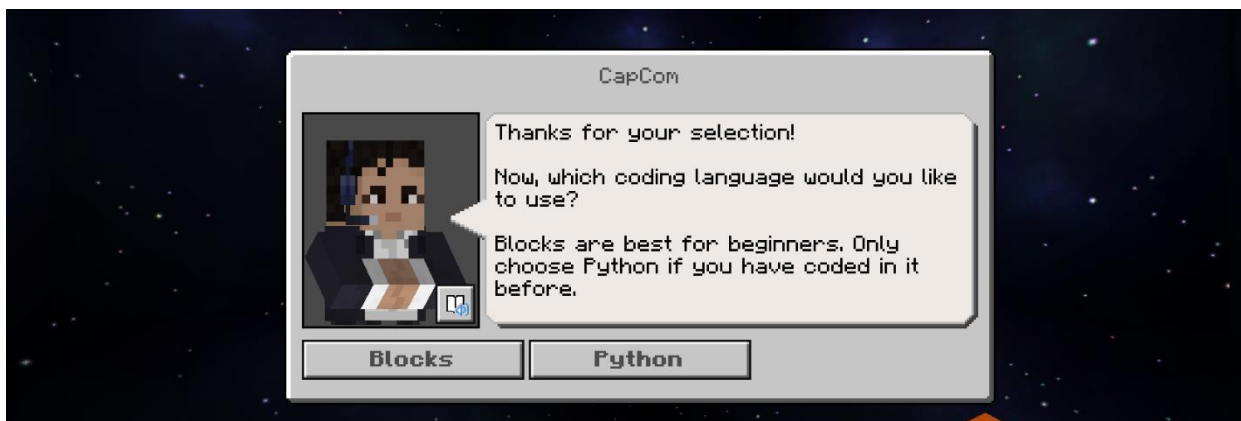 CapCom
Thanks for your selection!
Now, which coding language would you like
to use?
Blocks are best for beginners. Only
choose Python if you have coded in it
before.
Blocks
Python